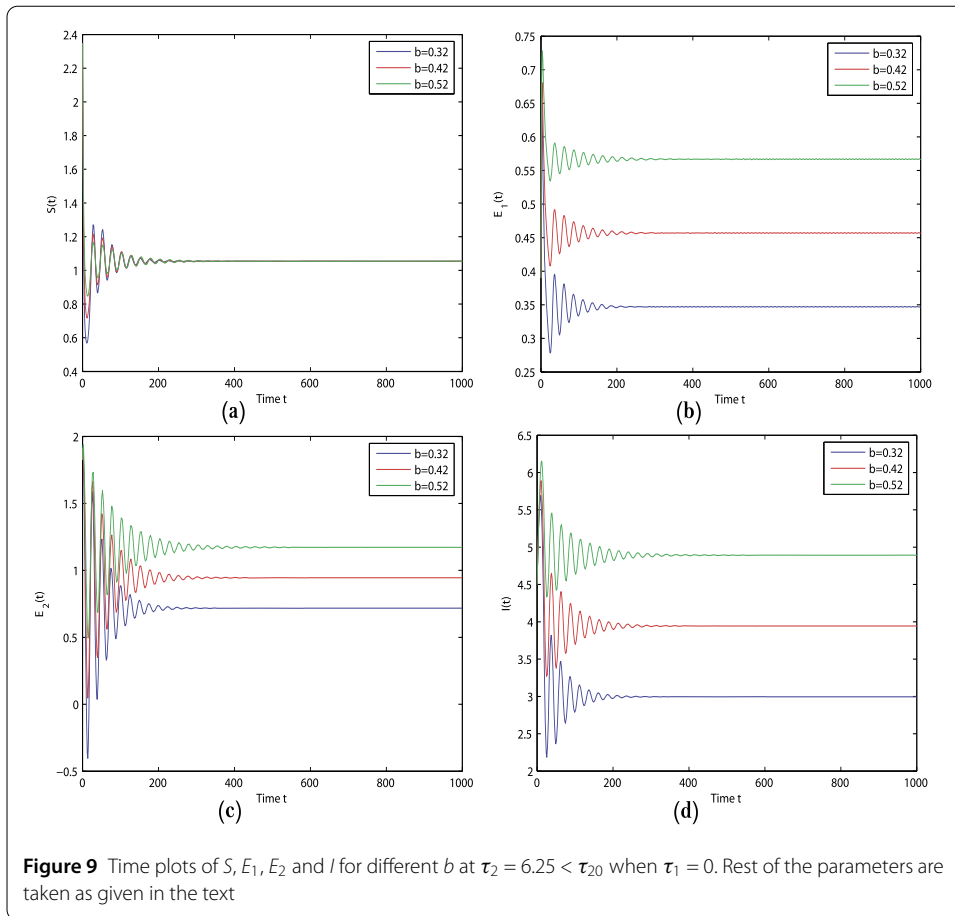 2.4
2.2
2
1.8
1.6
1.4
1.2
1
0.8
0.6
0.4
S(t)
b=0.32
b=0.42
b=0.52
0
200
400
600
800
1000
Time t
(a)
0.75
0.7
0.65
0.6
0.55
0.5
0.45
0.4
0.35
0.3
0.25
E_1(t)
b=0.32
b=0.42
b=0.52
0
200
400
600
800
1000
Time t
(b)
2
1.5
1
0.5
0
−0.5
E_2(t)
b=0.32
b=0.42
b=0.52
0
200
400
600
800
1000
Time t
(c)
6.5
6
5.5
5
4.5
4
3.5
3
2.5
2
I(t)
b=0.32
b=0.42
b=0.52
0
200
400
600
800
1000
Time t
(d)
Figure 9 Time plots of S, E₁, E₂ and I for different b at τ₂ = 6.25 < τ₂₀ when τ₁ = 0. Rest of the parameters are
taken as given in the text